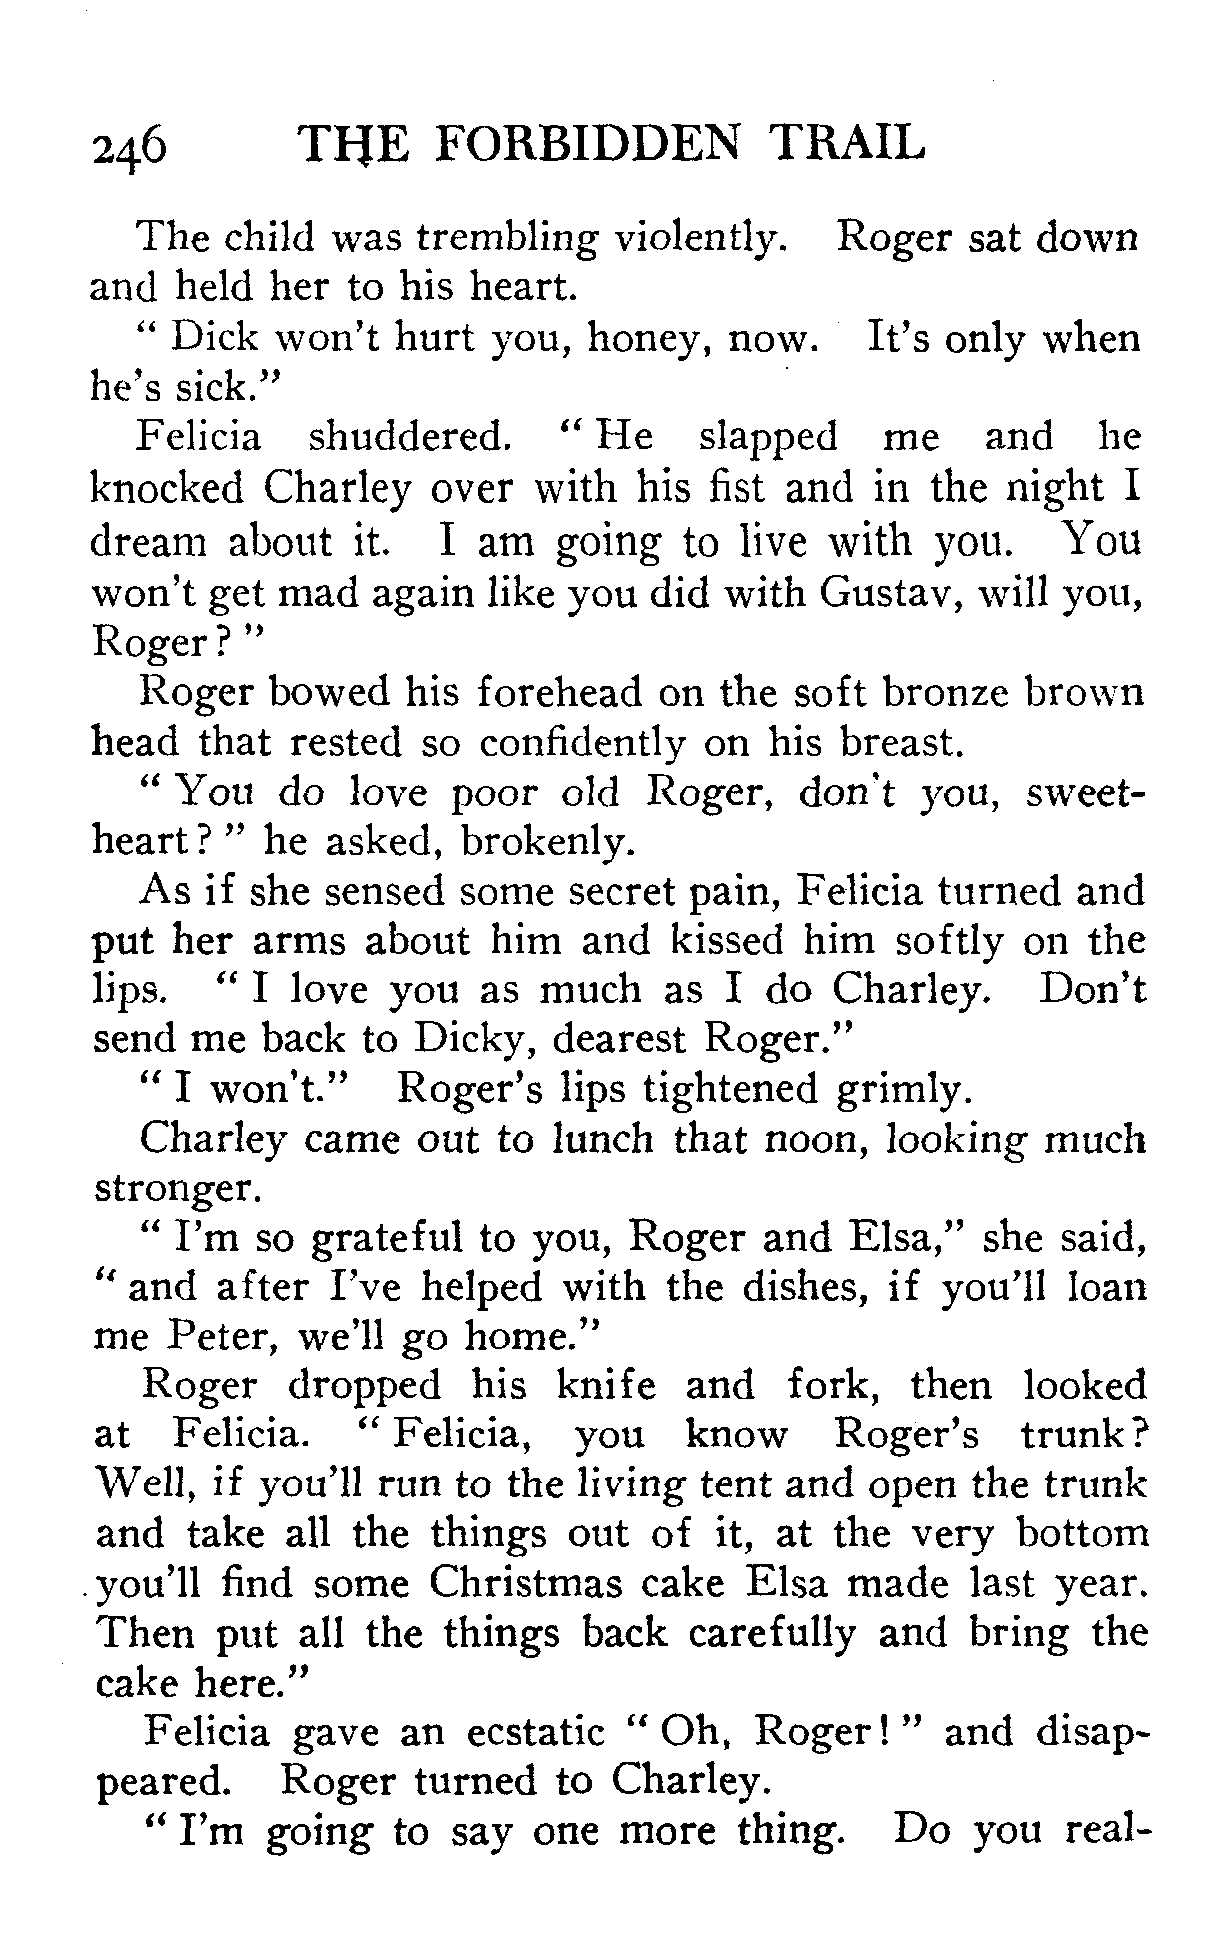 246 THE FORBIDDEN TRAIL
The child was trembling violently. Roger sat down
and held her to his heart.
" Dick won't hurt you, honey, now. It's only when
he's sick."
Felicia shuddered. " He slapped me and he
knocked Charley over with his fist and in the night I
dream about it. I am going to live with you. You
won't get mad again like you did with Gustav, will you,
Roger? "
Roger bowed his forehead on the soft bronze brown
head that rested so confidently on his breast.
" You do love poor old Roger, don't you, sweet-
heart? " he asked, brokenly.
As if she sensed some secret pain, Felicia turned and
put her arms about him and kissed him softly on the
lips. " I love you as much as I do Charley. Don't
send me back to Dicky, dearest Roger."
" I won't." Roger's lips tightened grimly.
Charley came out to lunch that noon, looking much
stronger.
" I'm so grateful to you, Roger and Elsa," she said,
" and after I've helped with the dishes, if you'll loan
me Peter, we'll go home."
Roger dropped his knife and fork, then looked
at Felicia. " Felicia, you know Roger's trunk?
Well, if you'll run to the living tent and open the trunk
and take all the things out of it, at the very bottom
you'll find some Christmas cake Elsa made last year.
Then put all the things back carefully and bring the
cake here."
Felicia gave an ecstatic " Oh, Roger! " and disap-
peared. Roger turned to Charley.
" I'm going to say one more thing. Do you real-